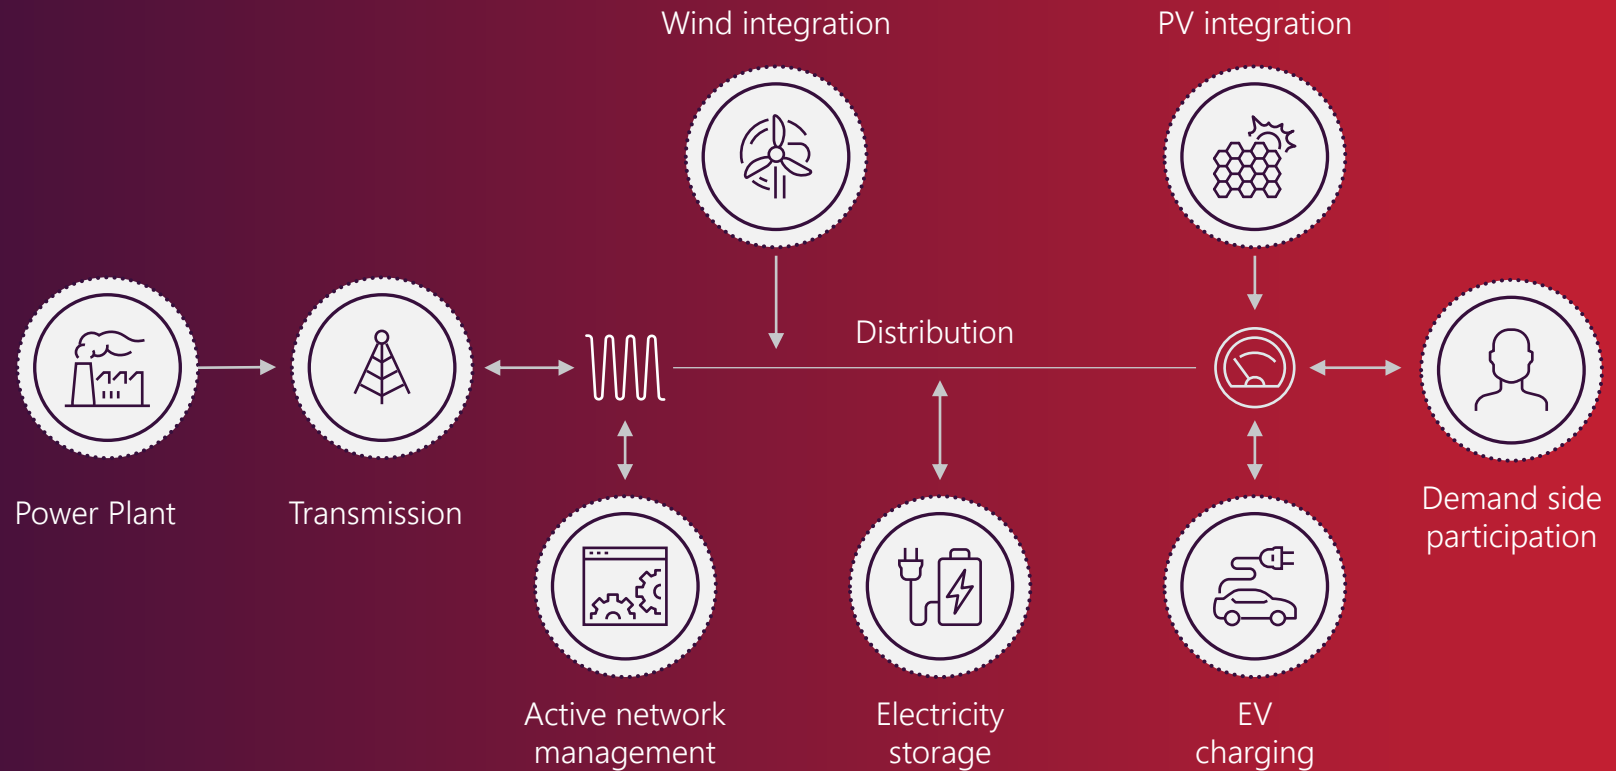 Wind integration
PV integration
Distribution
Power Plant
Transmission
Demand side
participation
Active network
management
Electricity
storage
EV
charging